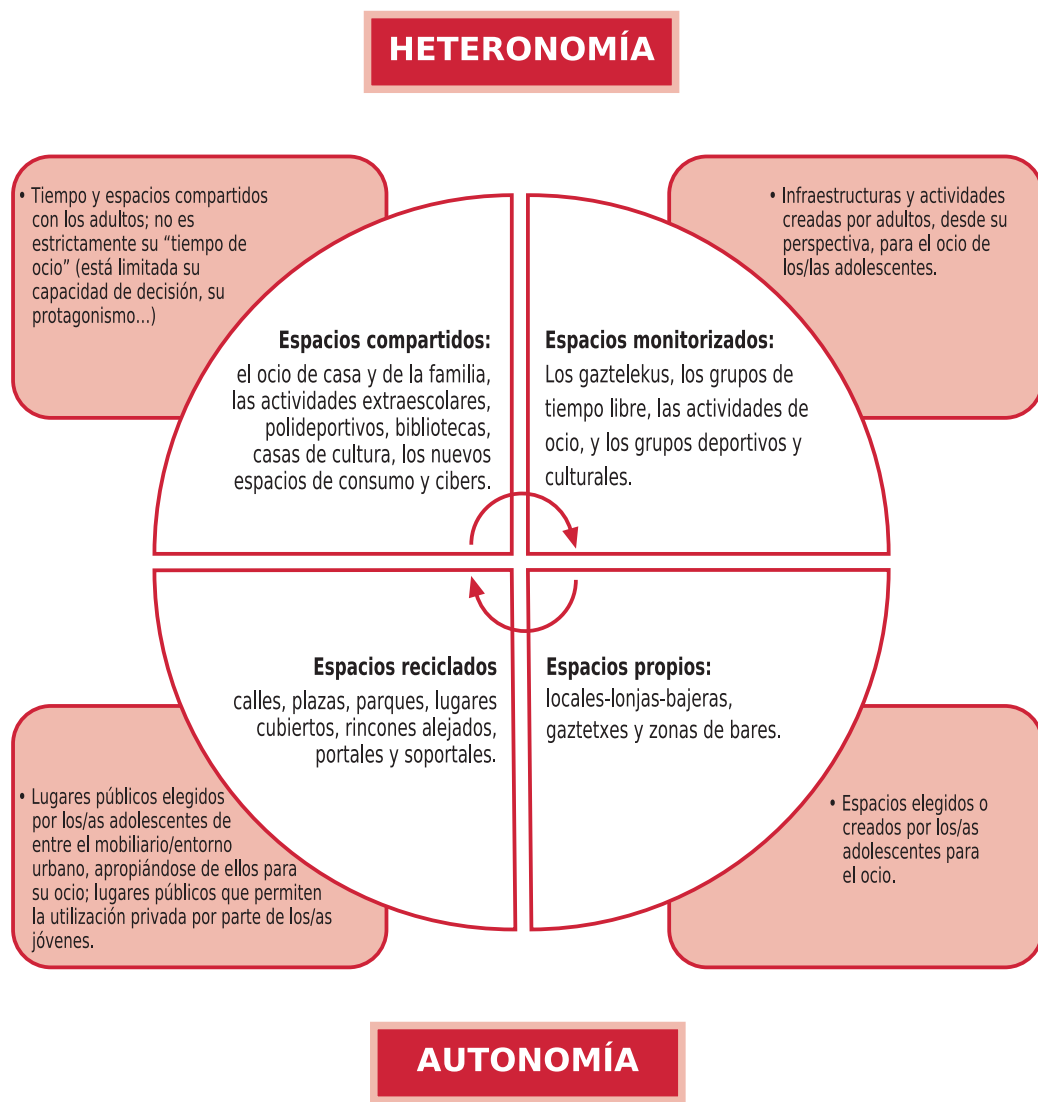 HETERONOMÍA
• Tiempo y espacios compartidos
con los adultos; no es
estrictamente su “tiempo de
ocio” (está limitada su
capacidad de decisión, su
protagonismo...)
• Infraestructuras y actividades
creadas por adultos, desde su
perspectiva, para el ocio de
los/las adolescentes.
Espacios compartidos:
el ocio de casa y de la familia,
las actividades extraescolares,
polideportivos, bibliotecas,
casas de cultura, los nuevos
espacios de consumo y cibers.
Espacios monitorizados:
Los gaztelekus, los grupos de
tiempo libre, las actividades de
ocio, y los grupos deportivos y
culturales.
Espacios reciclados
calles, plazas, parques, lugares
cubiertos, rincones alejados,
portales y soportales.
Espacios propios:
locales-lonjas-bajeras,
gaztetxes y zonas de bares.
• Lugares públicos elegidos
por los/as adolescentes de
entre el mobiliario/entorno
urbano, apropiándose de ellos para
su ocio; lugares públicos que permiten
la utilización privada por parte de los/as
jóvenes.
• Espacios elegidos o
creados por los/as
adolescentes para
el ocio.
AUTONOMÍA